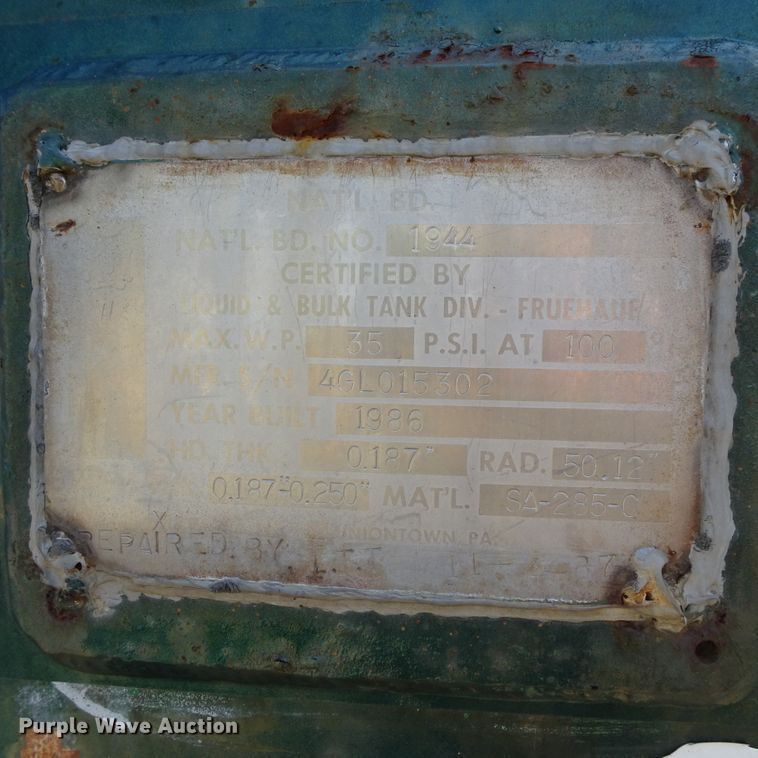 NAT'L. BD.
NAT'L. BD. NO. 1944
CERTIFIED BY
LIQUID & BULK TANK DIV. - FRUEHAUF
MAX. W.P. 35 P.S.I. AT 100°
MFR. S/N 4GL015302
YEAR BUILT 1986
HD. THK 0.187" RAD. 50.12"
0.187"-0.250" MAT'L. SA-285-C
X UNIONTOWN, PA.
REPAIRED BY
Purple Wave Auction